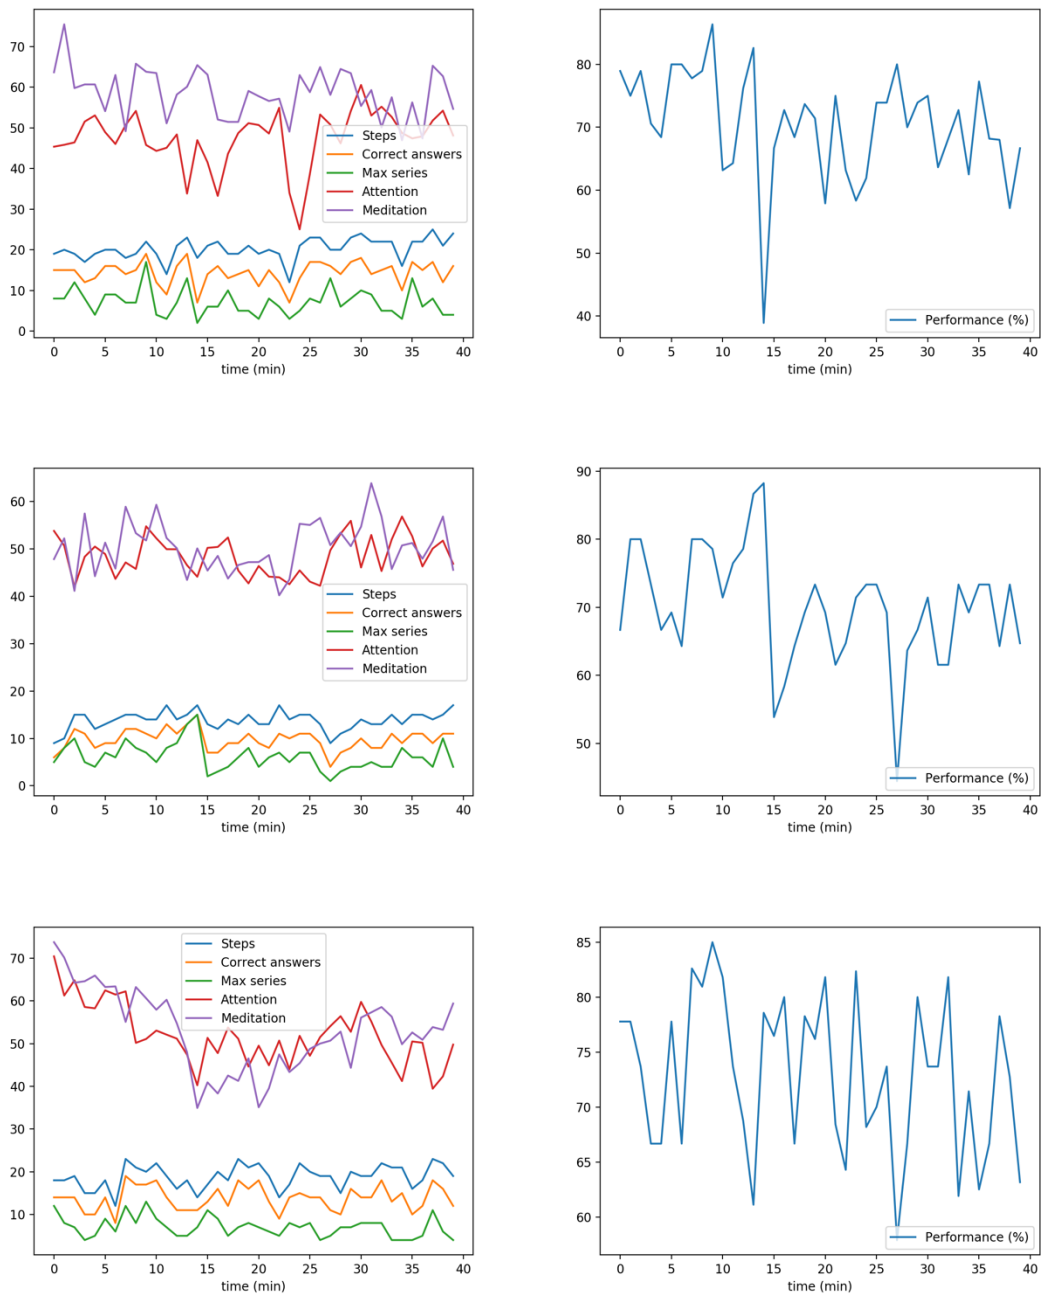 70
60
50
40
30
20
10
0
Steps
Correct answers
Max series
Attention
Meditation
0 5 10 15 20 25 30 35 40
time (min)
80
70
60
50
40
Performance (%)
0 5 10 15 20 25 30 35 40
time (min)
60
50
40
30
20
10
0
Steps
Correct answers
Max series
Attention
Meditation
0 5 10 15 20 25 30 35 40
time (min)
90
80
70
60
50
Performance (%)
0 5 10 15 20 25 30 35 40
time (min)
70
60
50
40
30
20
10
Steps
Correct answers
Max series
Attention
Meditation
0 5 10 15 20 25 30 35 40
time (min)
85
80
75
70
65
60
Performance (%)
0 5 10 15 20 25 30 35 40
time (min)